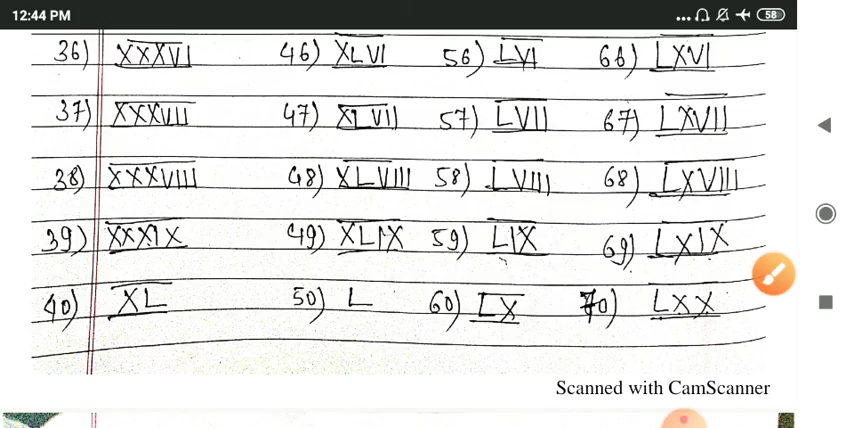 12:44 PM 58
36) XXXVI 46) XLVI 56) LVI 66) LXVI
37) XXXVII 47) XLVII 57) LVII 67) LXVII
38) XXXVIII 48) XLVIII 58) LVIII 68) LXVIII
39) XXXIX 49) XLIX 59) LIX 69) LXIX
40) XL 50) L 60) LX 70) LXX
Scanned with CamScanner